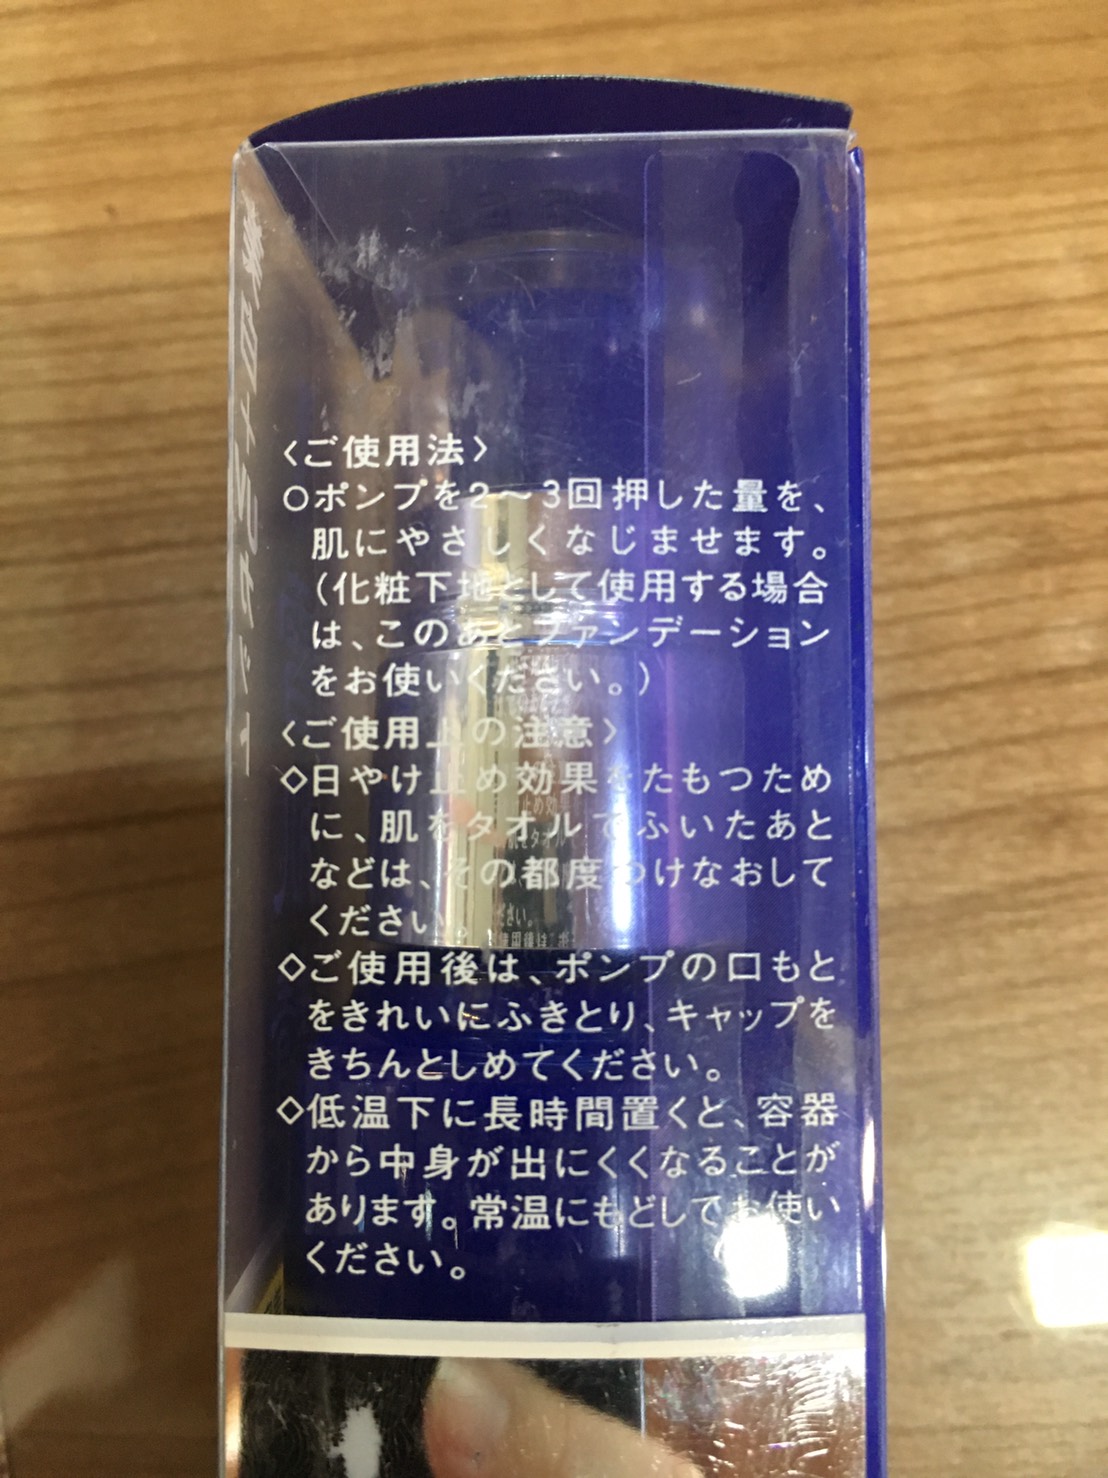 〈ご使用法〉
○ポンプを2〜3回押した量を、
肌にやさしくなじませます。
(化粧下地として使用する場合
は、このあとファンデーション
をお使いください。)
〈ご使用上の注意〉
◇日やけ止め効果をたもつため
に、肌をタオルでふいたあと
などは、その都度つけなおして
ください。
◇ご使用後は、ポンプの口もと
をきれいにふきとり、キャップを
きちんとしめてください。
◇低温下に長時間置くと、容器
から中身が出にくくなることが
あります。常温にもどしてお使い
ください。